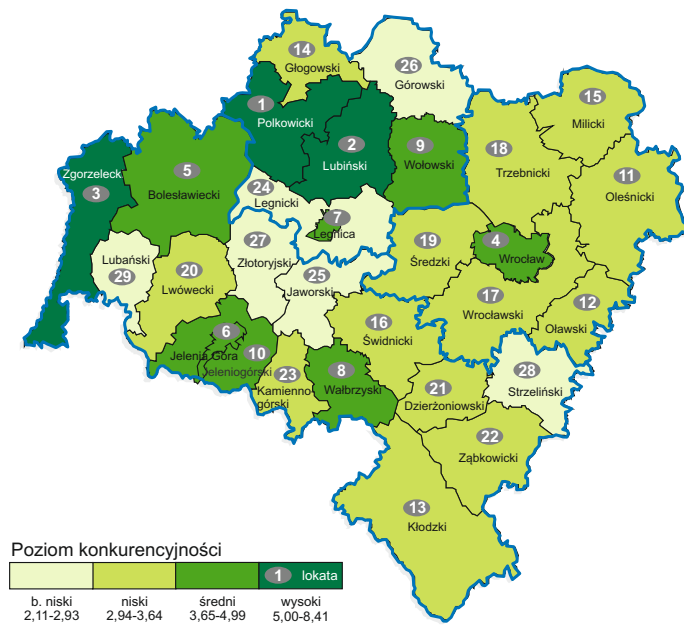 14
Głogowski
26
Górowski
15
Milicki
1
Polkowicki
2
Lubiński
9
Wołowski
18
Trzebnicki
11
Oleśnicki
Zgorzelecki
3
5
Bolesławiecki
24
Legnicki
7
Legnica
27
Złotoryjski
19
Średzki
4
Wrocław
Lubański
29
20
Lwówecki
25
Jaworski
17
Wrocławski
12
Oławski
16
Świdnicki
6
Jelenia Góra
10
Jeleniogórski
23
Kamienno-
górski
8
Wałbrzyski
21
Dzierżoniowski
28
Strzeliński
22
Ząbkowicki
13
Kłodzki
Poziom konkurencyjności
1 lokata
b. niski niski średni wysoki
2,11-2,93 2,94-3,64 3,65-4,99 5,00-8,41